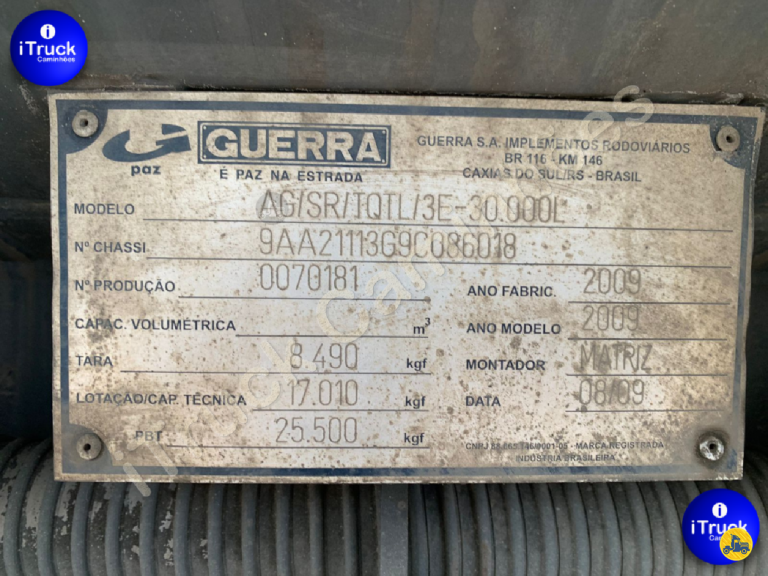 i
iTruck
Caminhões
paz
GUERRA
É PAZ NA ESTRADA
GUERRA S.A. IMPLEMENTOS RODOVIÁRIOS
BR 116 - KM 146
CAXIAS DO SUL/RS - BRASIL
MODELO AG/SR/TQTL/3E-30.000L
Nº CHASSI 9AA21113G9C086018
Nº PRODUÇÃO 0070181
ANO FABRIC. 2009
CAPAC. VOLUMÉTRICA m³
ANO MODELO 2009
TARA 8.490 kgf
MONTADOR MATRIZ
LOTAÇÃO/CAP. TÉCNICA 17.010 kgf
DATA 08/09
PBT 25.500 kgf
- MARCA REGISTRADA
INDÚSTRIA BRASILEIRA
i
iTruck
Caminhões